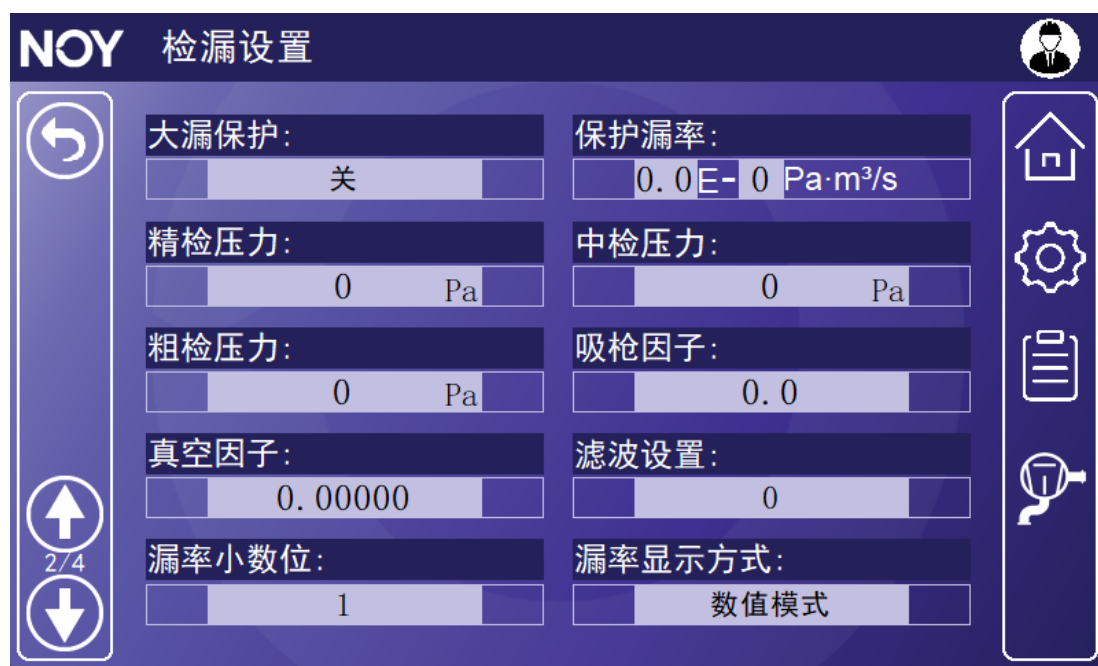 NOY 检漏设置
大漏保护: 保护漏率:
关 0.0E- 0 Pa·m³/s
精检压力: 中检压力:
0 Pa 0 Pa
粗检压力: 吸枪因子:
0 Pa 0.0
真空因子: 滤波设置:
0.00000 0
2/4
漏率小数位: 漏率显示方式:
1 数值模式